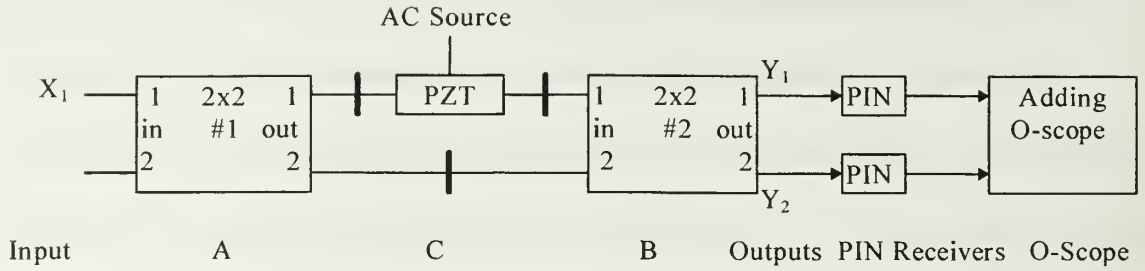 AC Source
X1
1 2x2 1
in #1 out
2 2
PZT
1 2x2 1
in #2 out
2 2
Y1
Y2
PIN
PIN
Adding
O-scope
Input A C B Outputs PIN Receivers O-Scope